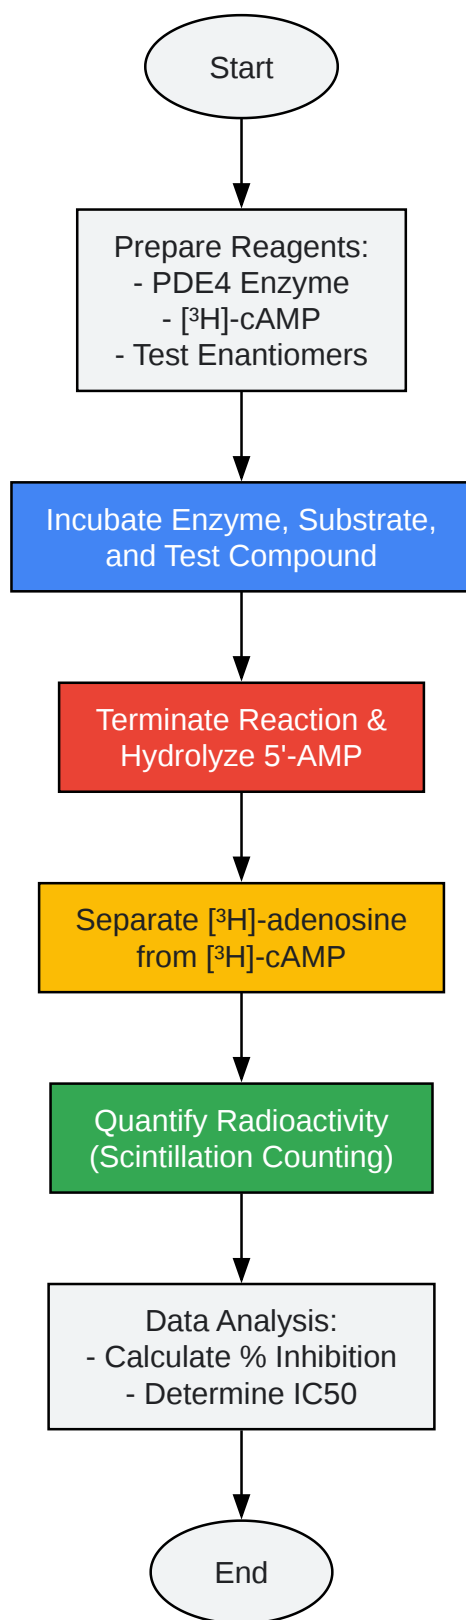 Start
Prepare Reagents:
- PDE4 Enzyme
- [³H]-cAMP
- Test Enantiomers
Incubate Enzyme, Substrate,
and Test Compound
Terminate Reaction &
Hydrolyze 5'-AMP
Separate [³H]-adenosine
from [³H]-cAMP
Quantify Radioactivity
(Scintillation Counting)
Data Analysis:
- Calculate % Inhibition
- Determine IC50
End